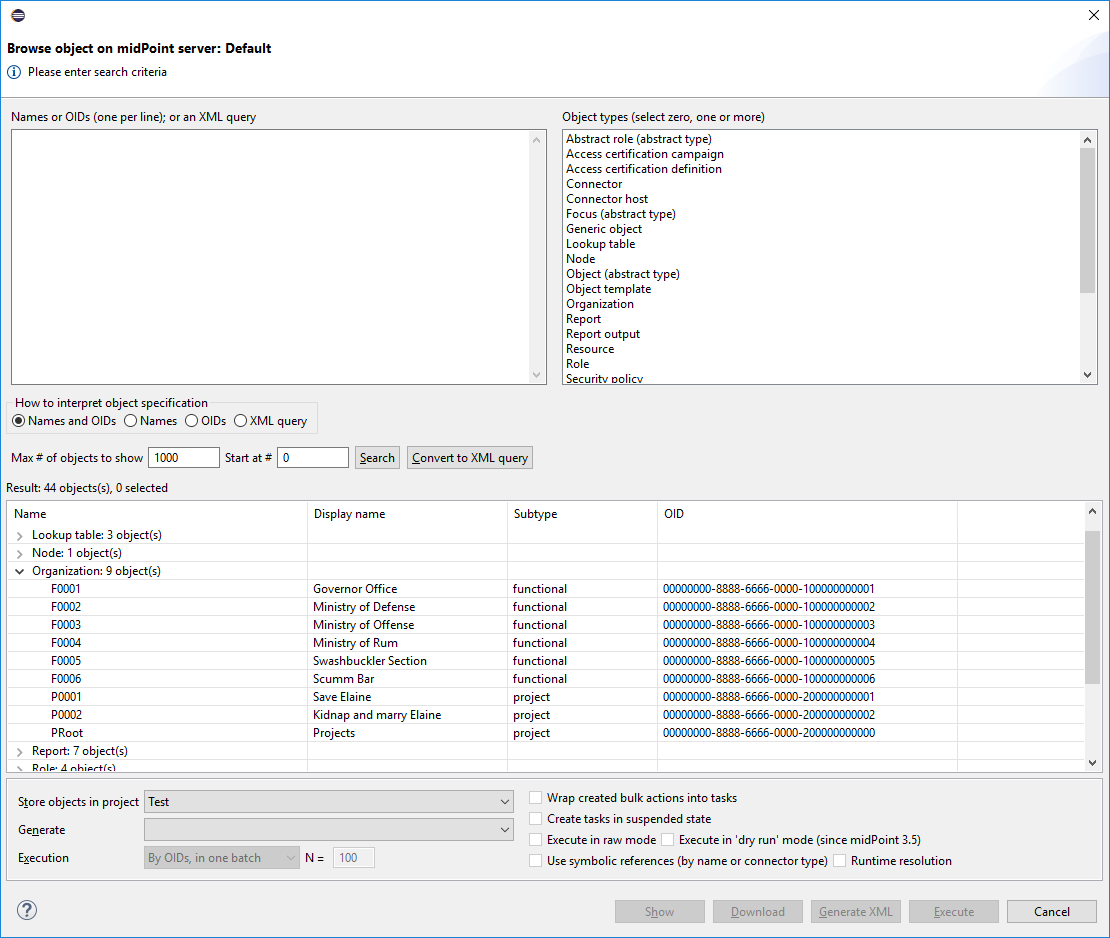 Browse object on midPoint server: Default
Please enter search criteria
Names or OIDs (one per line); or an XML query
Object types (select zero, one or more)
Abstract role (abstract type)
Access certification campaign
Access certification definition
Connector
Connector host
Focus (abstract type)
Generic object
Lookup table
Node
Object (abstract type)
Object template
Organization
Report
Report output
Resource
Role
Security policy
How to interpret object specification
Names and OIDs Names OIDs XML query
Max # of objects to show 1000 Start at # 0 Search Convert to XML query
Result: 44 objects(s), 0 selected
Name Display name Subtype OID
Lookup table: 3 object(s)
Node: 1 object(s)
Organization: 9 object(s)
F0001 Governor Office functional 00000000-8888-6666-0000-100000000001
F0002 Ministry of Defense functional 00000000-8888-6666-0000-100000000002
F0003 Ministry of Offense functional 00000000-8888-6666-0000-100000000003
F0004 Ministry of Rum functional 00000000-8888-6666-0000-100000000004
F0005 Swashbuckler Section functional 00000000-8888-6666-0000-100000000005
F0006 Scumm Bar functional 00000000-8888-6666-0000-100000000006
P0001 Save Elaine project 00000000-8888-6666-0000-200000000001
P0002 Kidnap and marry Elaine project 00000000-8888-6666-0000-200000000002
PRoot Projects project 00000000-8888-6666-0000-200000000000
Report: 7 object(s)
Role: 4 object(s)
Store objects in project Test
Generate
Execution By OIDs, in one batch N = 100
Wrap created bulk actions into tasks
Create tasks in suspended state
Execute in raw mode Execute in 'dry run' mode (since midPoint 3.5)
Use symbolic references (by name or connector type) Runtime resolution
? Show Download Generate XML Execute Cancel